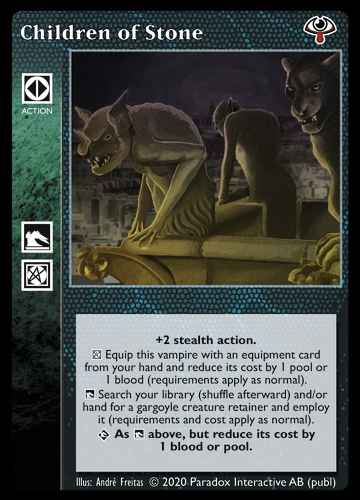 Children of Stone
ACTION
+2 stealth action.
Equip this vampire with an equipment card
from your hand and reduce its cost by 1 pool or
1 blood (requirements apply as normal).
Search your library (shuffle afterward) and/or
hand for a gargoyle creature retainer and employ
it (requirements and cost apply as normal).
As above, but reduce its cost by
1 blood or pool.
Illus: André Freitas © 2020 Paradox Interactive AB (publ)